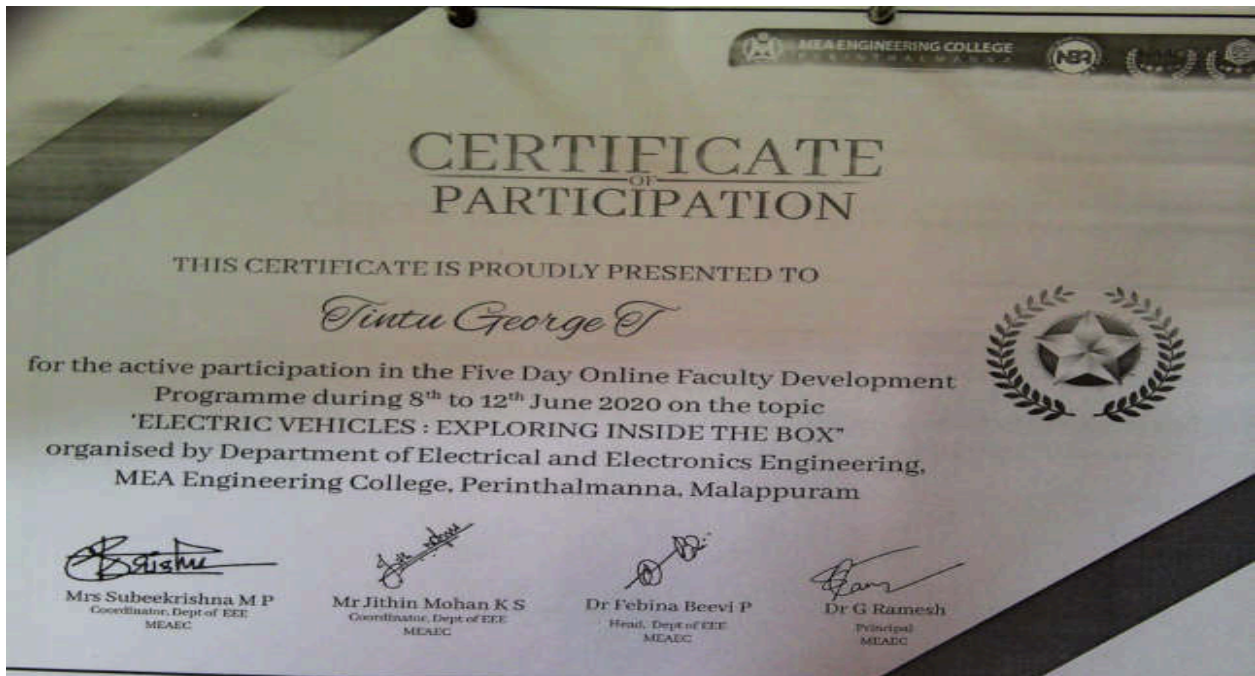 MEA ENGINEERING COLLEGE
PERINTHALMANNA
NBA
CERTIFICATE
OF
PARTICIPATION
THIS CERTIFICATE IS PROUDLY PRESENTED TO
Tintu George T
for the active participation in the Five Day Online Faculty Development
Programme during 8th to 12th June 2020 on the topic
'ELECTRIC VEHICLES : EXPLORING INSIDE THE BOX"
organised by Department of Electrical and Electronics Engineering,
MEA Engineering College, Perinthalmanna, Malappuram
Mrs Subeekrishna M P
Coordinator, Dept of EEE
MEAEC
Mr Jithin Mohan K S
Coordinator, Dept of EEE
MEAEC
Dr Febina Beevi P
Head, Dept of EEE
MEAEC
Dr G Ramesh
Principal
MEAEC